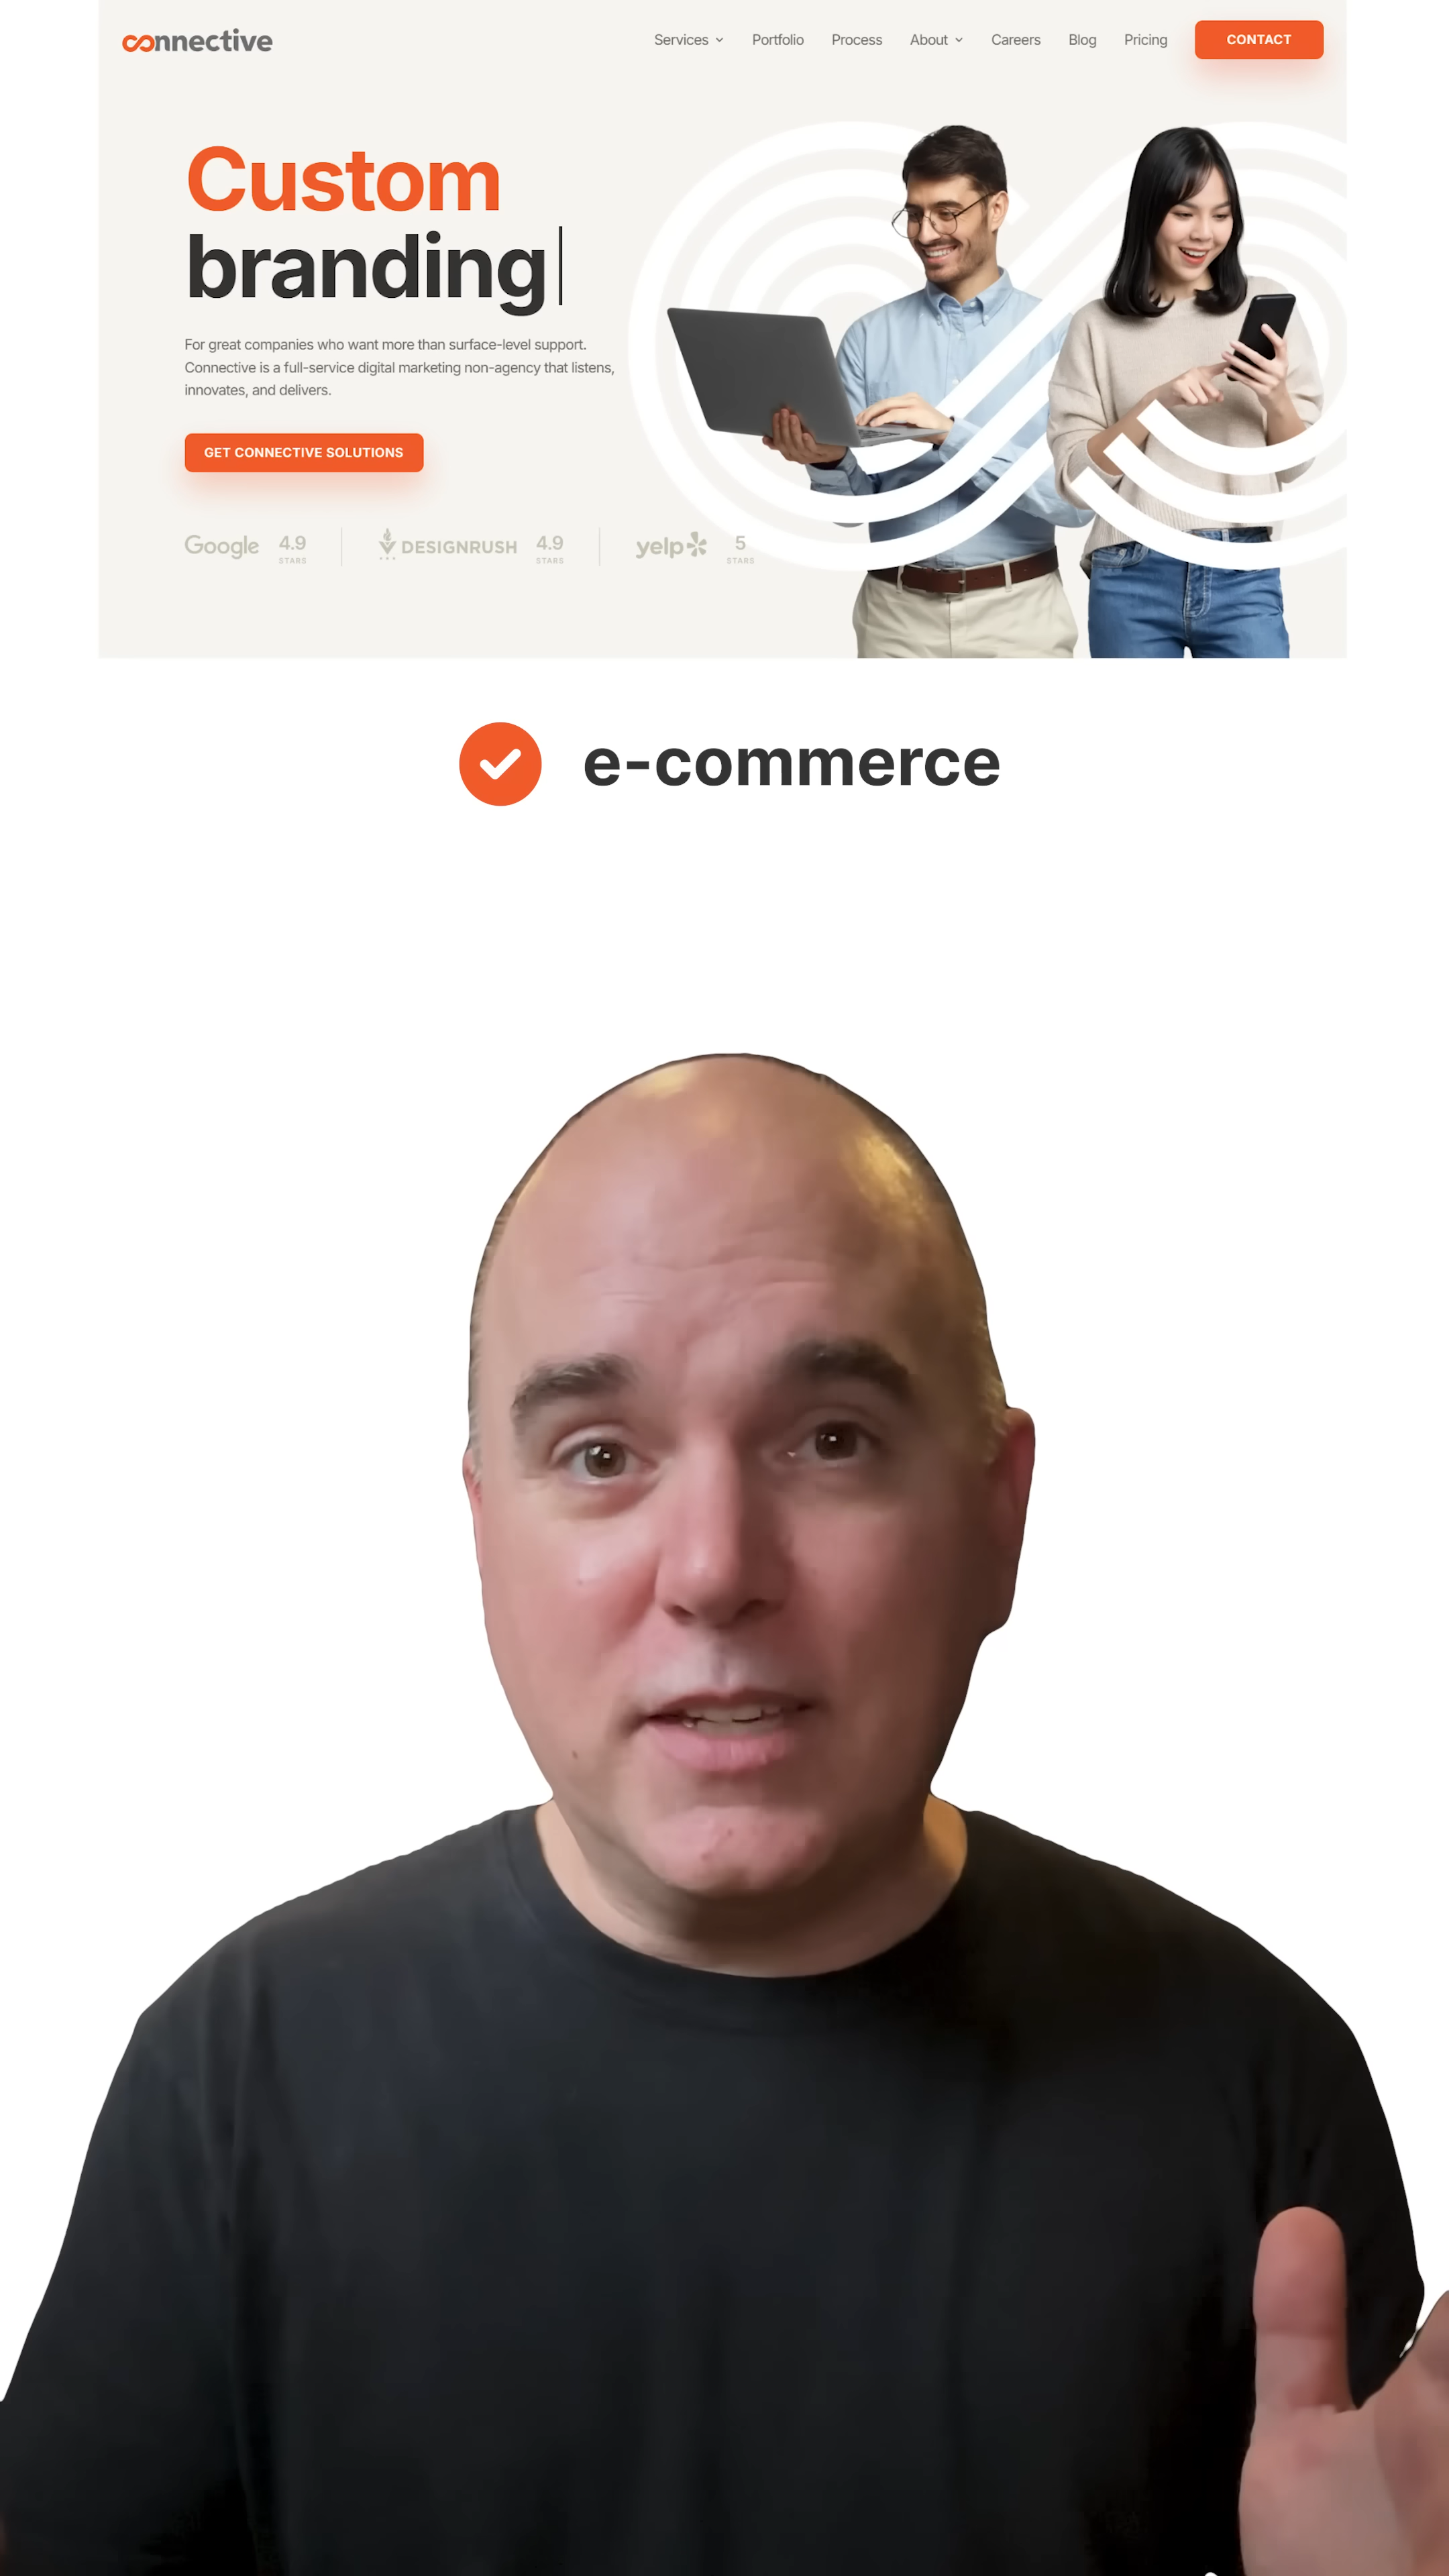 connective
Services Portfolio Process About Careers Blog Pricing CONTACT
Custom
branding
For great companies who want more than surface-level support.
Connective is a full-service digital marketing non-agency that listens,
innovates, and delivers.
GET CONNECTIVE SOLUTIONS
Google 4.9 STARS
DESIGNRUSH 4.9 STARS
yelp 5 STARS
e-commerce